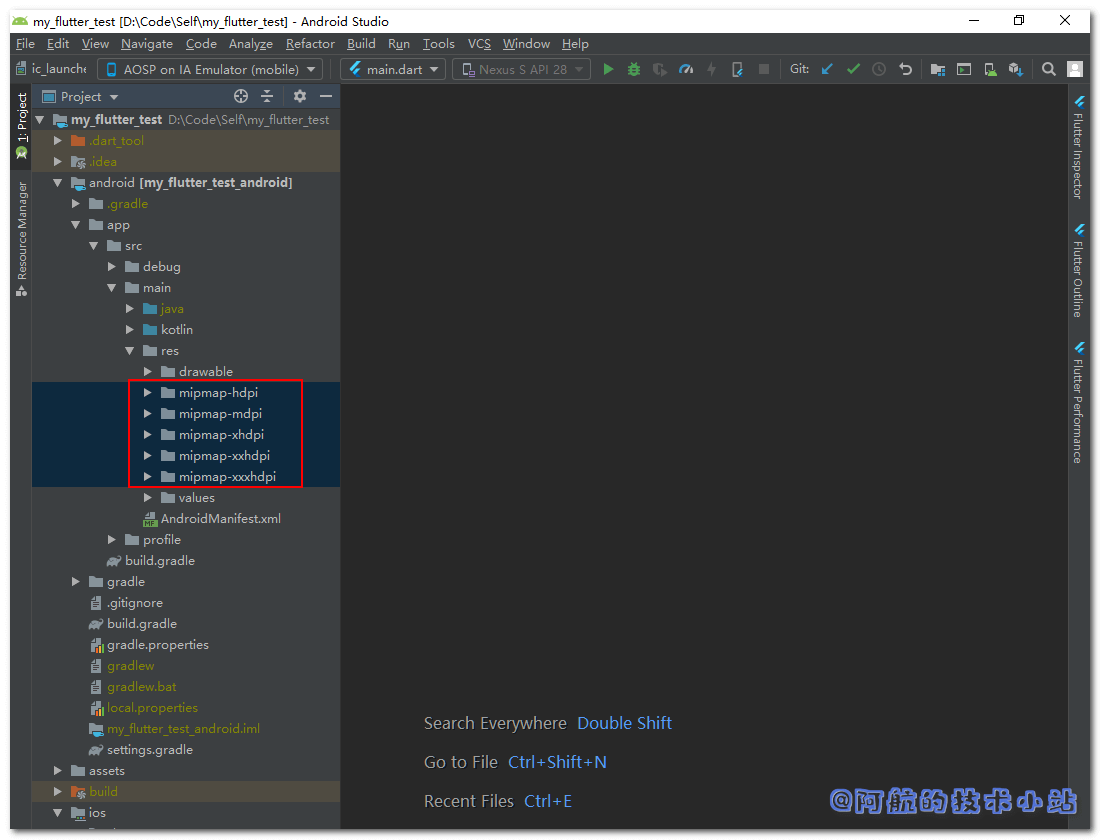 my_flutter_test [D:\Code\Self\my_flutter_test] - Android Studio
File Edit View Navigate Code Analyze Refactor Build Run Tools VCS Window Help
ic_launche AOSP on IA Emulator (mobile) main.dart Nexus S API 28 Git:
Project
my_flutter_test D:\Code\Self\my_flutter_test
.dart_tool
.idea
android [my_flutter_test_android]
.gradle
app
src
debug
main
java
kotlin
res
drawable
mipmap-hdpi
mipmap-mdpi
mipmap-xhdpi
mipmap-xxhdpi
mipmap-xxxhdpi
values
MF AndroidManifest.xml
profile
build.gradle
gradle
.gitignore
build.gradle
gradle.properties
gradlew
gradlew.bat
local.properties
my_flutter_test_android.iml
settings.gradle
assets
build
ios
1: Project
Resource Manager
Search Everywhere Double Shift
Go to File Ctrl+Shift+N
Recent Files Ctrl+E
Flutter Inspector
Flutter Outline
Flutter Performance
@阿航的技术小站